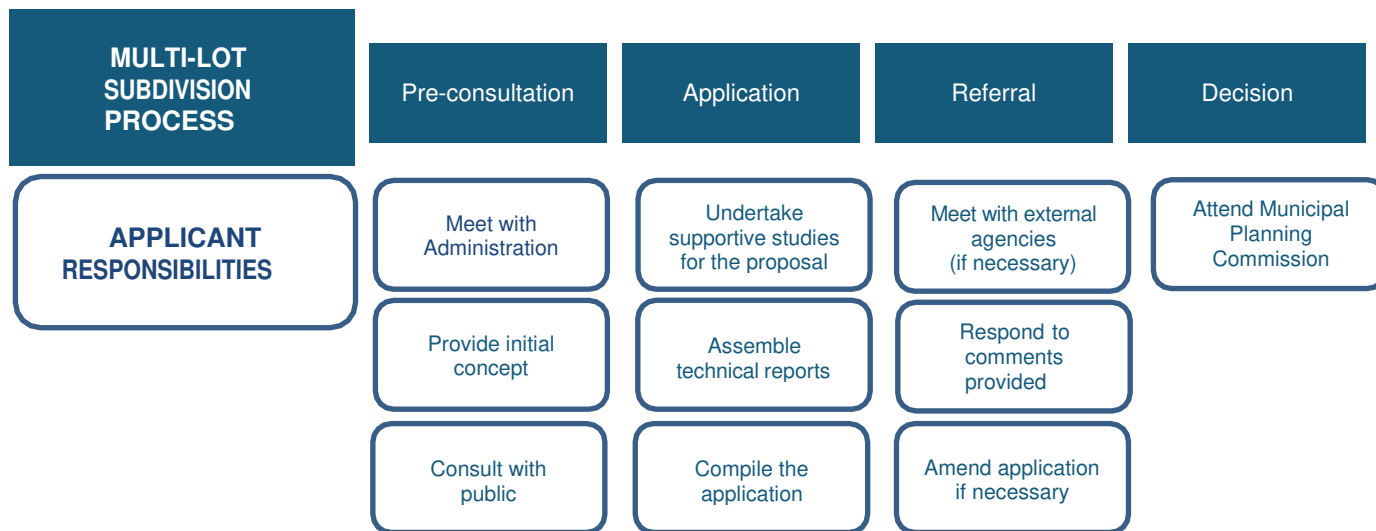 MULTI-LOT
SUBDIVISION
PROCESS
Pre-consultation
Application
Referral
Decision
APPLICANT
RESPONSIBILITIES
Meet with
Administration
Undertake
supportive studies
for the proposal
Meet with external
agencies
(if necessary)
Attend Municipal
Planning
Commission
Provide initial
concept
Assemble
technical reports
Respond to
comments
provided
Consult with
public
Compile the
application
Amend application
if necessary